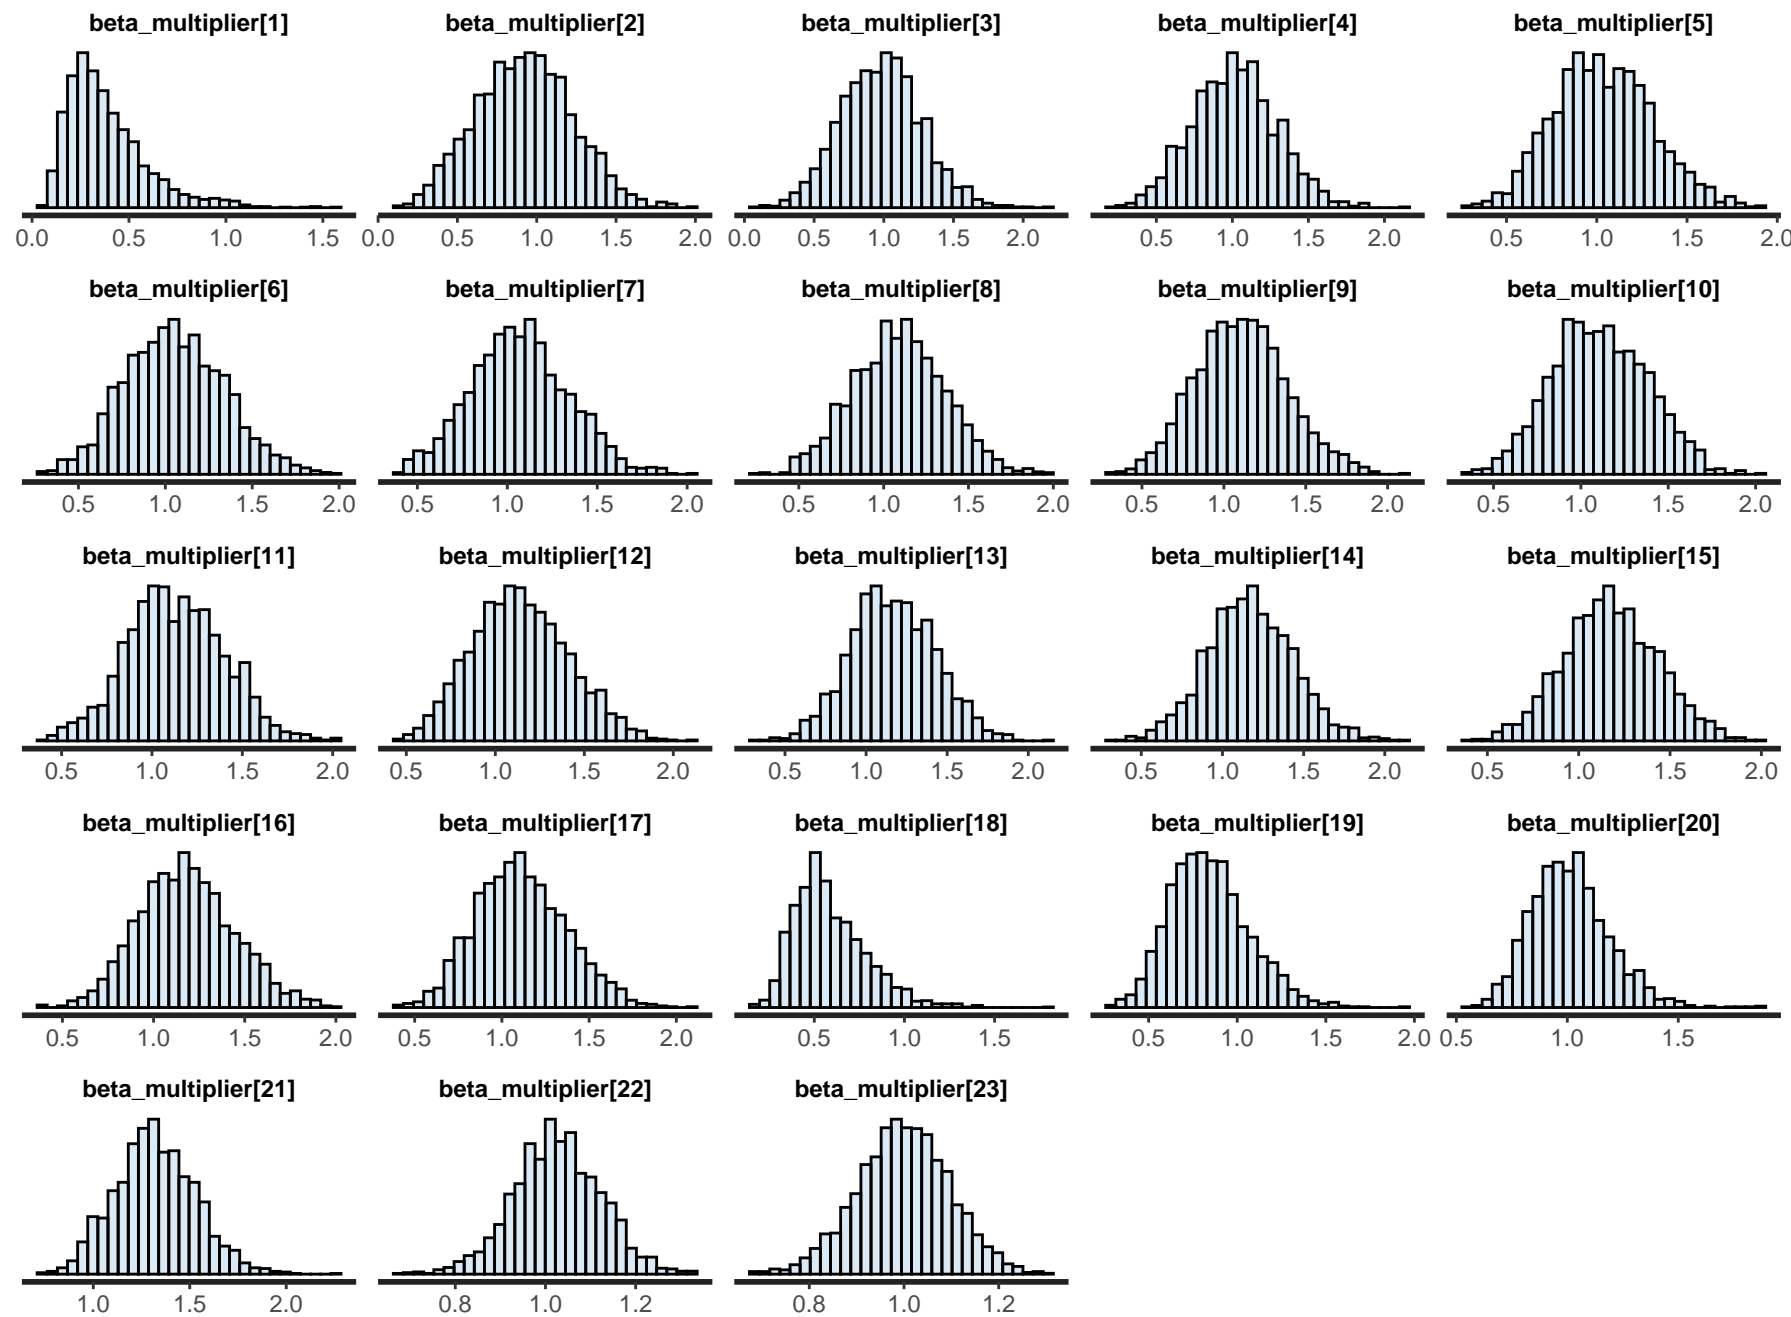 beta_multiplier[1] beta_multiplier[2] beta_multiplier[3] beta_multiplier[4] beta_multiplier[5]
0.0 0.5 1.0 1.5 0.0 0.5 1.0 1.5 2.0 0.0 0.5 1.0 1.5 2.0 0.5 1.0 1.5 2.0 0.5 1.0 1.5 2.0
beta_multiplier[6] beta_multiplier[7] beta_multiplier[8] beta_multiplier[9] beta_multiplier[10]
0.5 1.0 1.5 2.0 0.5 1.0 1.5 2.0 0.5 1.0 1.5 2.0 0.5 1.0 1.5 2.0 0.5 1.0 1.5 2.0
beta_multiplier[11] beta_multiplier[12] beta_multiplier[13] beta_multiplier[14] beta_multiplier[15]
0.5 1.0 1.5 2.0 0.5 1.0 1.5 2.0 0.5 1.0 1.5 2.0 0.5 1.0 1.5 2.0 0.5 1.0 1.5 2.0
beta_multiplier[16] beta_multiplier[17] beta_multiplier[18] beta_multiplier[19] beta_multiplier[20]
0.5 1.0 1.5 2.0 0.5 1.0 1.5 2.0 0.5 1.0 1.5 0.5 1.0 1.5 2.0 0.5 1.0 1.5
beta_multiplier[21] beta_multiplier[22] beta_multiplier[23]
1.0 1.5 2.0 0.8 1.0 1.2 0.8 1.0 1.2